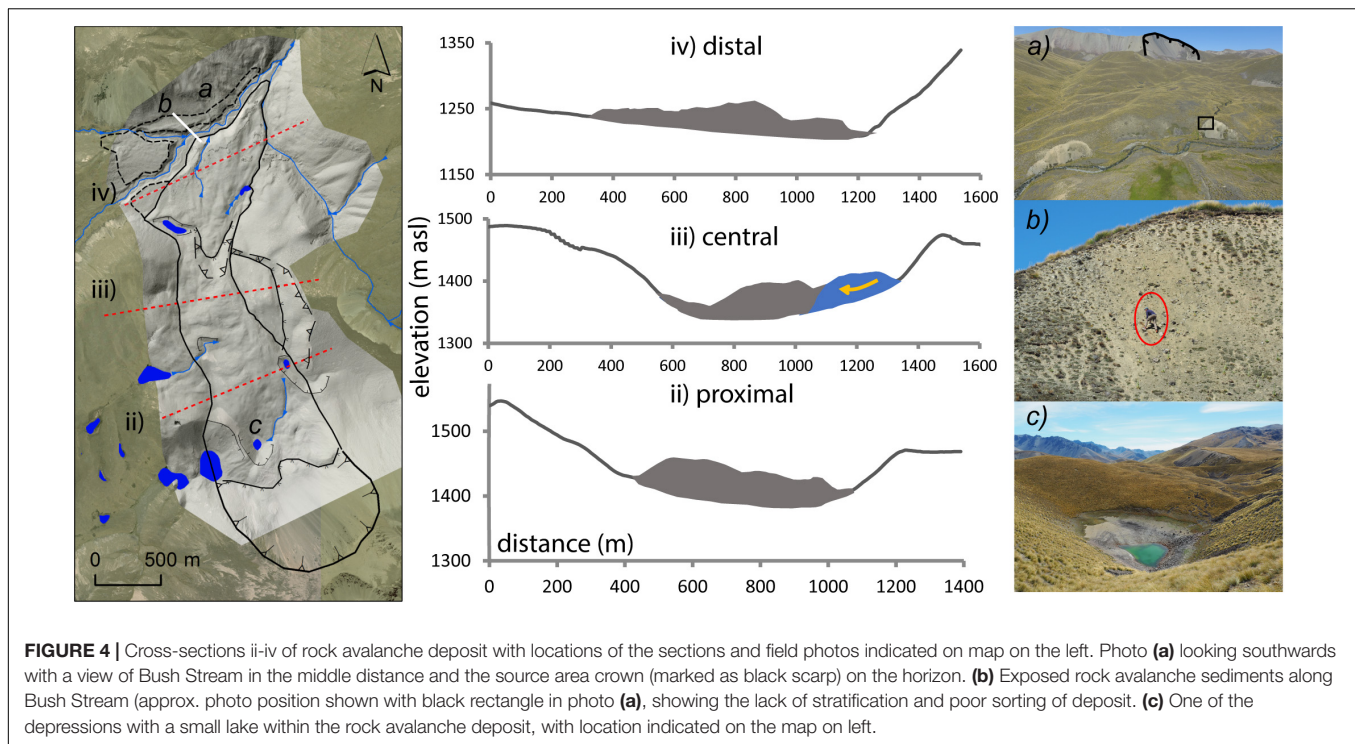 a
b
N
iv)
iii)
ii)
c
0 500 m
elevation (m asl)
iv) distal
1350
1250
1150
0 200 400 600 800 1000 1200 1400 1600
iii) central
1500
1400
1300
0 200 400 600 800 1000 1200 1400 1600
ii) proximal
1500
1400
1300
distance (m)
0 200 400 600 800 1000 1200 1400
a)
b)
c)
FIGURE 4 | Cross-sections ii-iv of rock avalanche deposit with locations of the sections and field photos indicated on map on the left. Photo (a) looking southwards
with a view of Bush Stream in the middle distance and the source area crown (marked as black scarp) on the horizon. (b) Exposed rock avalanche sediments along
Bush Stream (approx. photo position shown with black rectangle in photo (a), showing the lack of stratification and poor sorting of deposit. (c) One of the
depressions with a small lake within the rock avalanche deposit, with location indicated on the map on left.